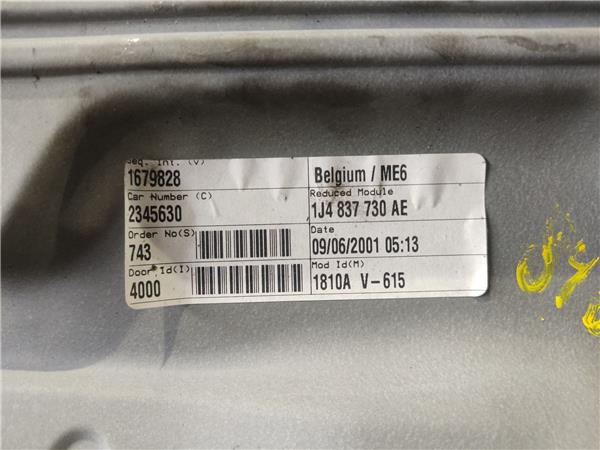 Seq. Int. (V)
1679828
Belgium / ME6
Car Number (C)
2345630
Reduced Module
1J4 837 730 AE
Order No(S)
743
Date
09/06/2001 05:13
Door Id(I)
4000
Mod Id(M)
1810A V-615